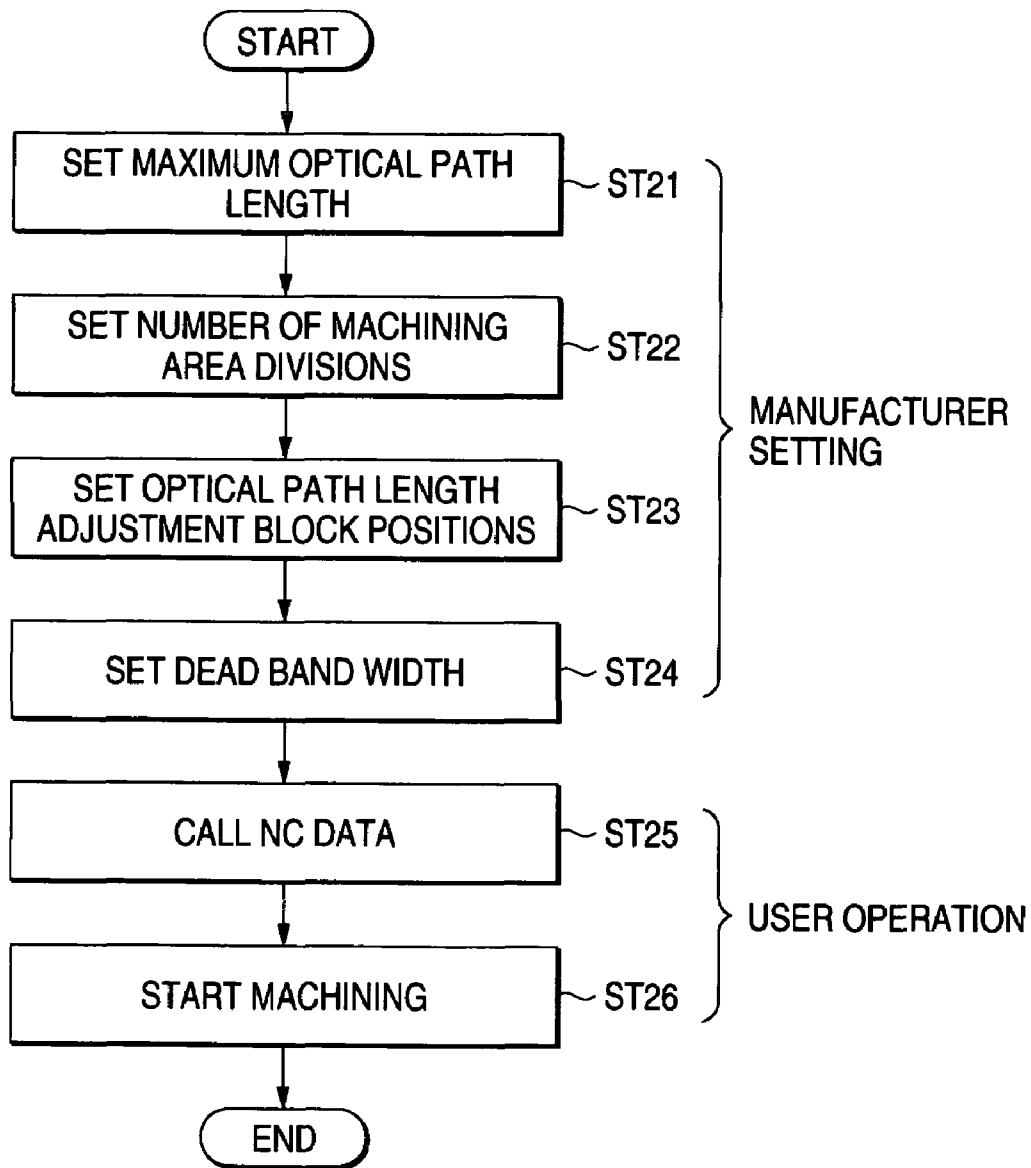 START
SET MAXIMUM OPTICAL PATH
LENGTH
ST21
SET NUMBER OF MACHINING
AREA DIVISIONS
ST22
SET OPTICAL PATH LENGTH
ADJUSTMENT BLOCK POSITIONS
ST23
SET DEAD BAND WIDTH
ST24
MANUFACTURER
SETTING
CALL NC DATA
ST25
START MACHINING
ST26
USER OPERATION
END